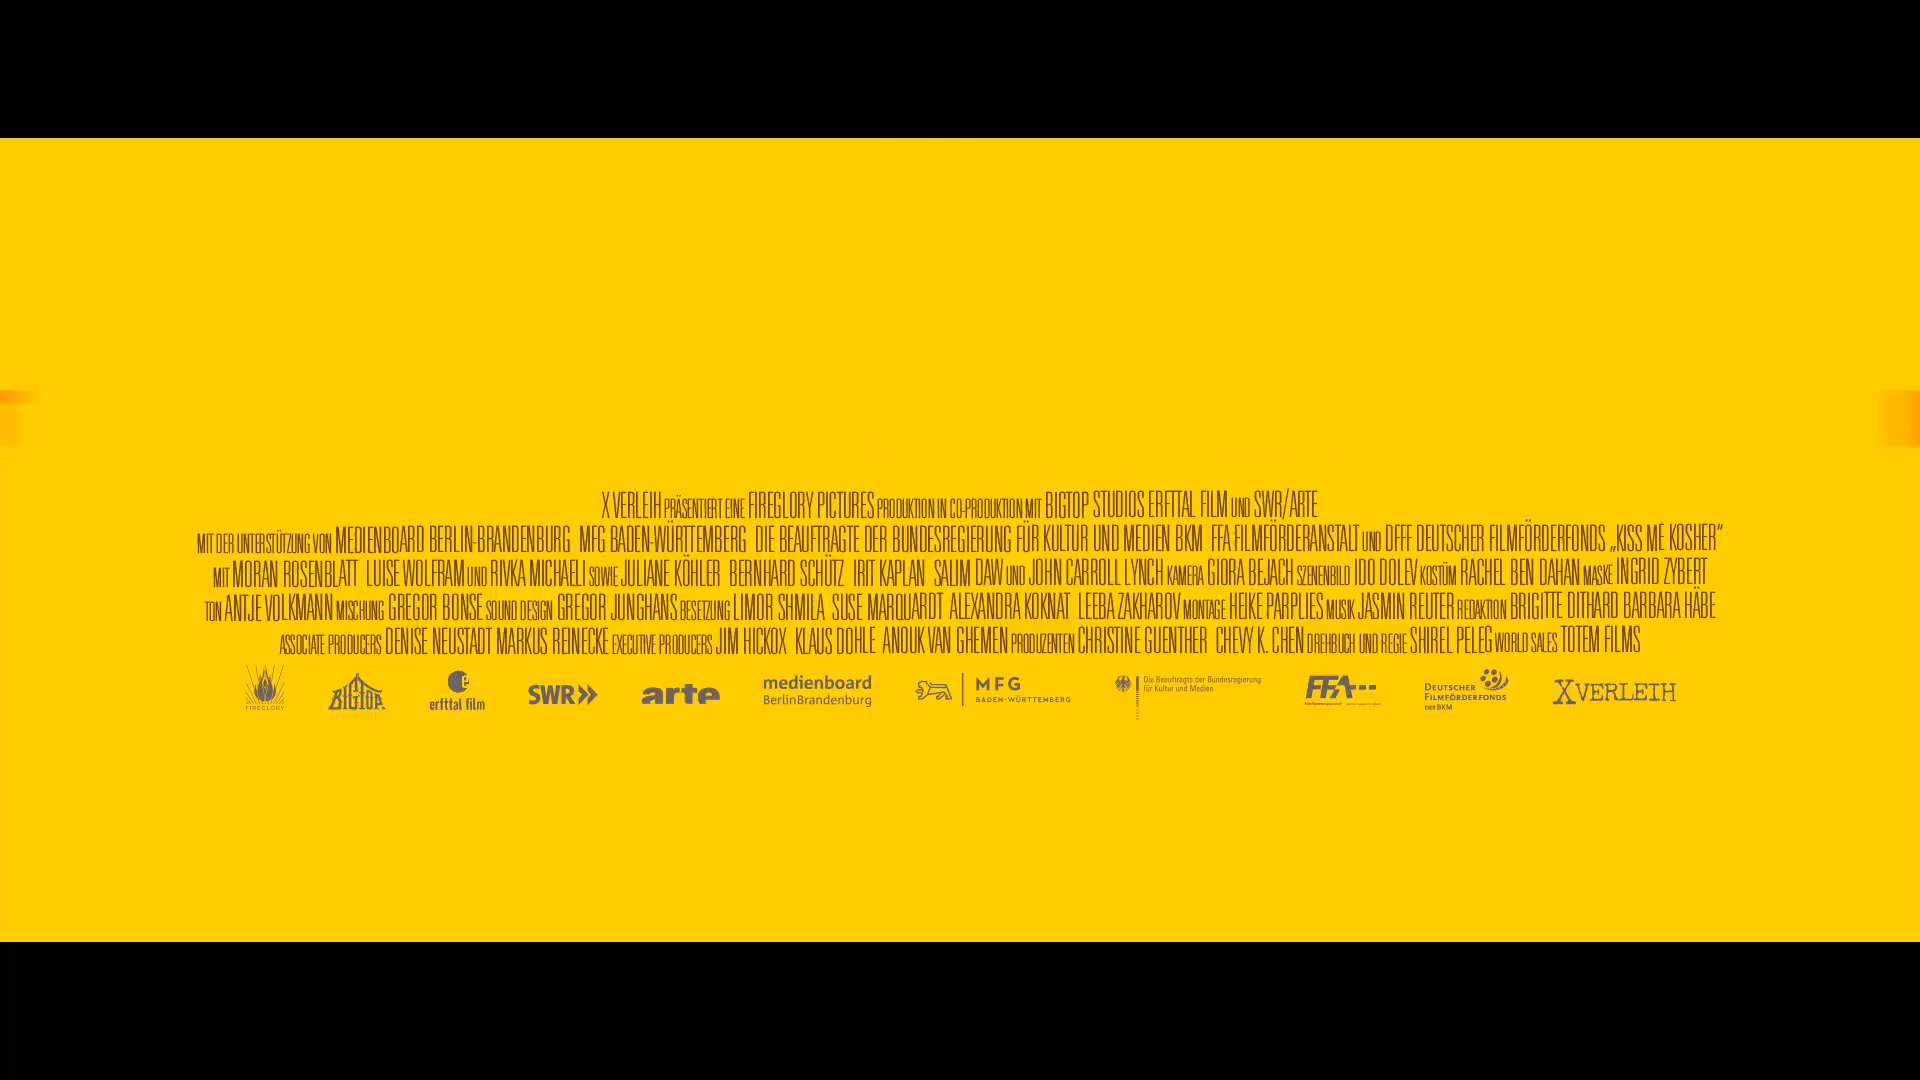 X VERLEIH PRÄSENTIERT EINE FIREGLORY PICTURES PRODUKTION IN CO-PRODUKTION MIT BIGTOP STUDIOS ERFTTAL FILM UND SWR/ARTE
MIT DER UNTERSTÜTZUNG VON MEDIENBOARD BERLIN-BRANDENBURG MFG BADEN-WÜRTTEMBERG DIE BEAUFTRAGTE DER BUNDESREGIERUNG FÜR KULTUR UND MEDIEN BKM FFA FILMFÖRDERANSTALT UND DFFF DEUTSCHER FILMFÖRDERFONDS „KISS ME KOSHER“
MIT MORAN ROSENBLATT LUISE WOLFRAM UND RIVKA MICHAELI SOWIE JULIANE KÖHLER BERNHARD SCHÜTZ IRIT KAPLAN SALIM DAW UND JOHN CARROLL LYNCH KAMERA GIORA BEJACH SZENENBILD IDO DOLEV KOSTÜM RACHEL BEN DAHAN MASKE INGRID ZYBERT
TON ANTJE VOLKMANN MISCHUNG GREGOR BONSE SOUND DESIGN GREGOR JUNGHANS BESETZUNG LIMOR SHMILA SUSE MARQUARDT ALEXANDRA KOKNAT LEEBA ZAKHAROV MONTAGE HEIKE PARPLIES MUSIK JASMIN REUTER REDAKTION BRIGITTE DITHARD BARBARA HÄBE
ASSOCIATE PRODUCERS DENISE NEUSTADT MARKUS REINECKE EXECUTIVE PRODUCERS JIM HICKOX KLAUS DOHLE ANOUK VAN GHEMEN PRODUZENTEN CHRISTINE GUENTHER CHEVY K. CHEN DREHBUCH UND REGIE SHIREL PELEG WORLD SALES TOTEM FILMS
FIREGLORY
BIGTOP
erfttal film
SWR
arte
medienboard
BerlinBrandenburg
MFG
BADEN-WÜRTTEMBERG
Die Beauftragte der Bundesregierung
für Kultur und Medien
FFA
DEUTSCHER
FILMFÖRDERFONDS
DER BKM
X VERLEIH